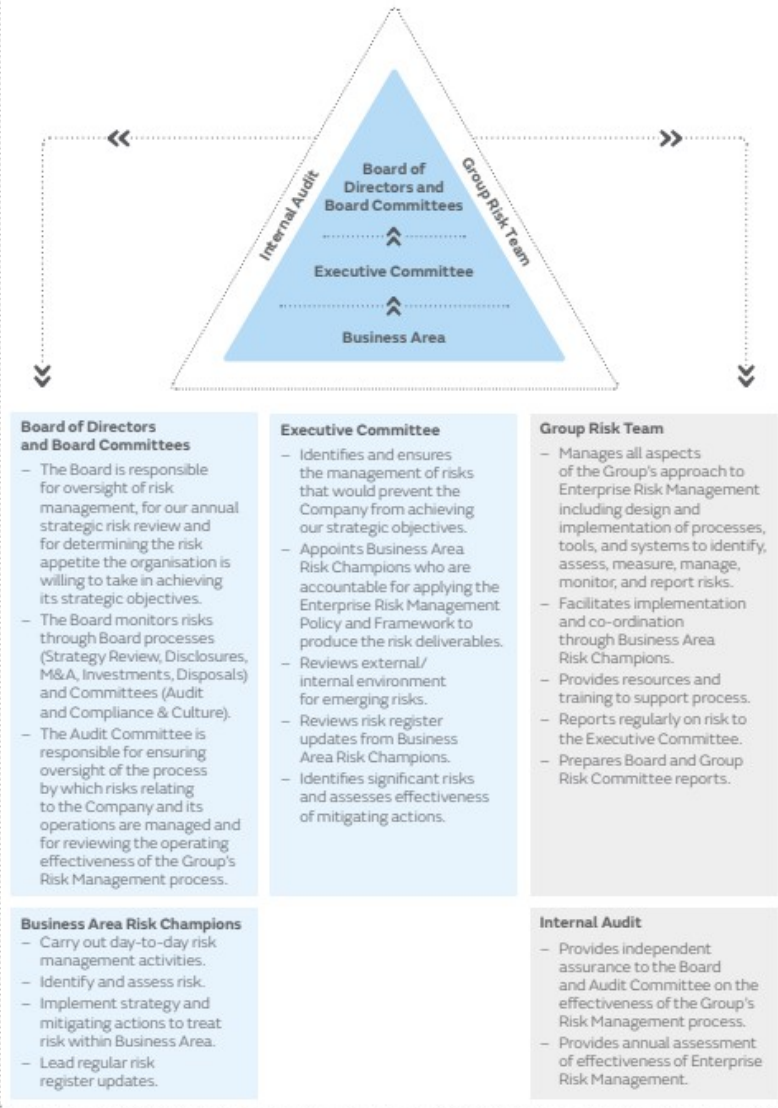 Internal Audit
Group Risk Team
Board of
Directors and
Board Committees
Executive Committee
Business Area
Board of Directors
and Board Committees
– The Board is responsible
for oversight of risk
management, for our annual
strategic risk review and
for determining the risk
appetite the organisation is
willing to take in achieving
its strategic objectives.
– The Board monitors risks
through Board processes
(Strategy Review, Disclosures,
M&A, Investments, Disposals)
and Committees (Audit
and Compliance & Culture).
– The Audit Committee is
responsible for ensuring
oversight of the process
by which risks relating
to the Company and its
operations are managed and
for reviewing the operating
effectiveness of the Group's
Risk Management process.
Executive Committee
– Identifies and ensures
the management of risks
that would prevent the
Company from achieving
our strategic objectives.
– Appoints Business Area
Risk Champions who are
accountable for applying the
Enterprise Risk Management
Policy and Framework to
produce the risk deliverables.
– Reviews external/
internal environment
for emerging risks.
– Reviews risk register
updates from Business
Area Risk Champions.
– Identifies significant risks
and assesses effectiveness
of mitigating actions.
Group Risk Team
– Manages all aspects
of the Group's approach to
Enterprise Risk Management
including design and
implementation of processes,
tools, and systems to identify,
assess, measure, manage,
monitor, and report risks.
– Facilitates implementation
and co-ordination
through Business Area
Risk Champions.
– Provides resources and
training to support process.
– Reports regularly on risk to
the Executive Committee.
– Prepares Board and Group
Risk Committee reports.
Business Area Risk Champions
– Carry out day-to-day risk
management activities.
– Identify and assess risk.
– Implement strategy and
mitigating actions to treat
risk within Business Area.
– Lead regular risk
register updates.
Internal Audit
– Provides independent
assurance to the Board
and Audit Committee on the
effectiveness of the Group's
Risk Management process.
– Provides annual assessment
of effectiveness of Enterprise
Risk Management.